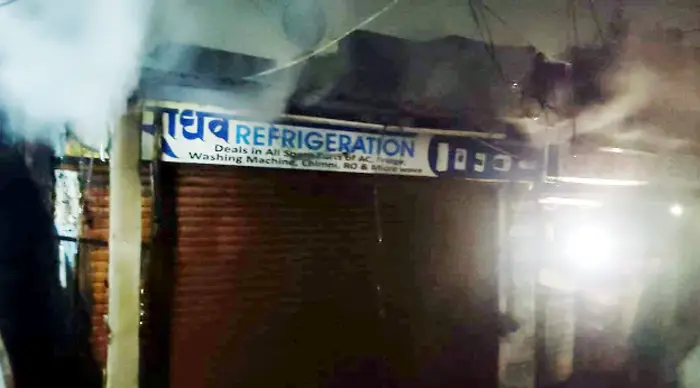 राधव REFRIGERATION
Deals in All Spare Parts of AC, Fridge,
Washing Machine, Chimni, RO & Micro wave